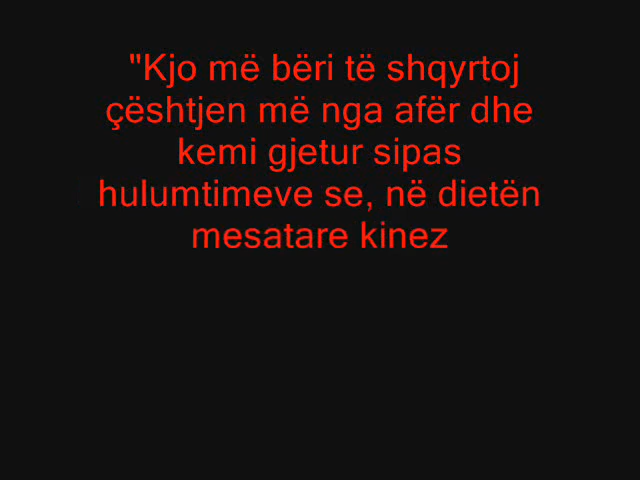 "Kjo më bëri të shqyrtoj
çështjen më nga afër dhe
kemi gjetur sipas
hulumtimeve se, në dietën
mesatare kinez